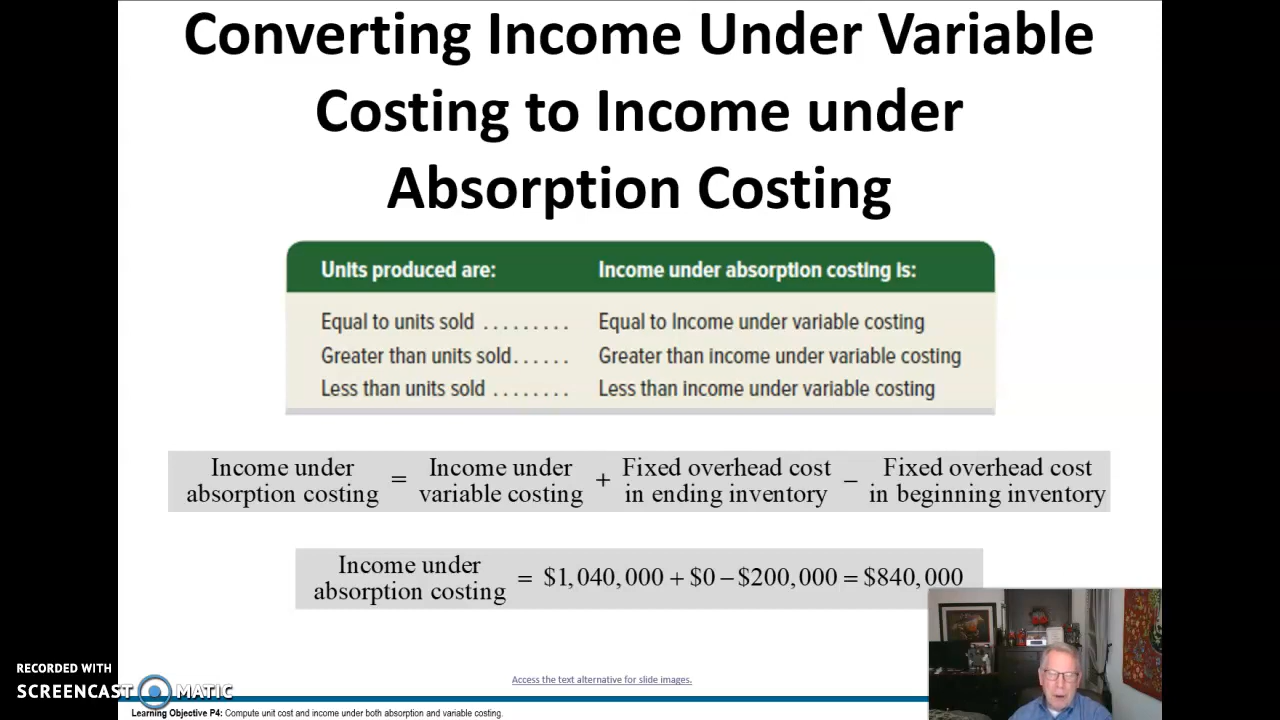 Converting Income Under Variable
Costing to Income under
Absorption Costing
Units produced are: Income under absorption costing is:
Equal to units sold ......... Equal to Income under variable costing
Greater than units sold...... Greater than income under variable costing
Less than units sold ........ Less than income under variable costing
Income under absorption costing = Income under variable costing + Fixed overhead cost in ending inventory − Fixed overhead cost in beginning inventory
Income under absorption costing = $1,040,000 + $0 − $200,000 = $840,000
RECORDED WITH
SCREENCAST MATIC
Access the text alternative for slide images.
Learning Objective P4: Compute unit cost and income under both absorption and variable costing.